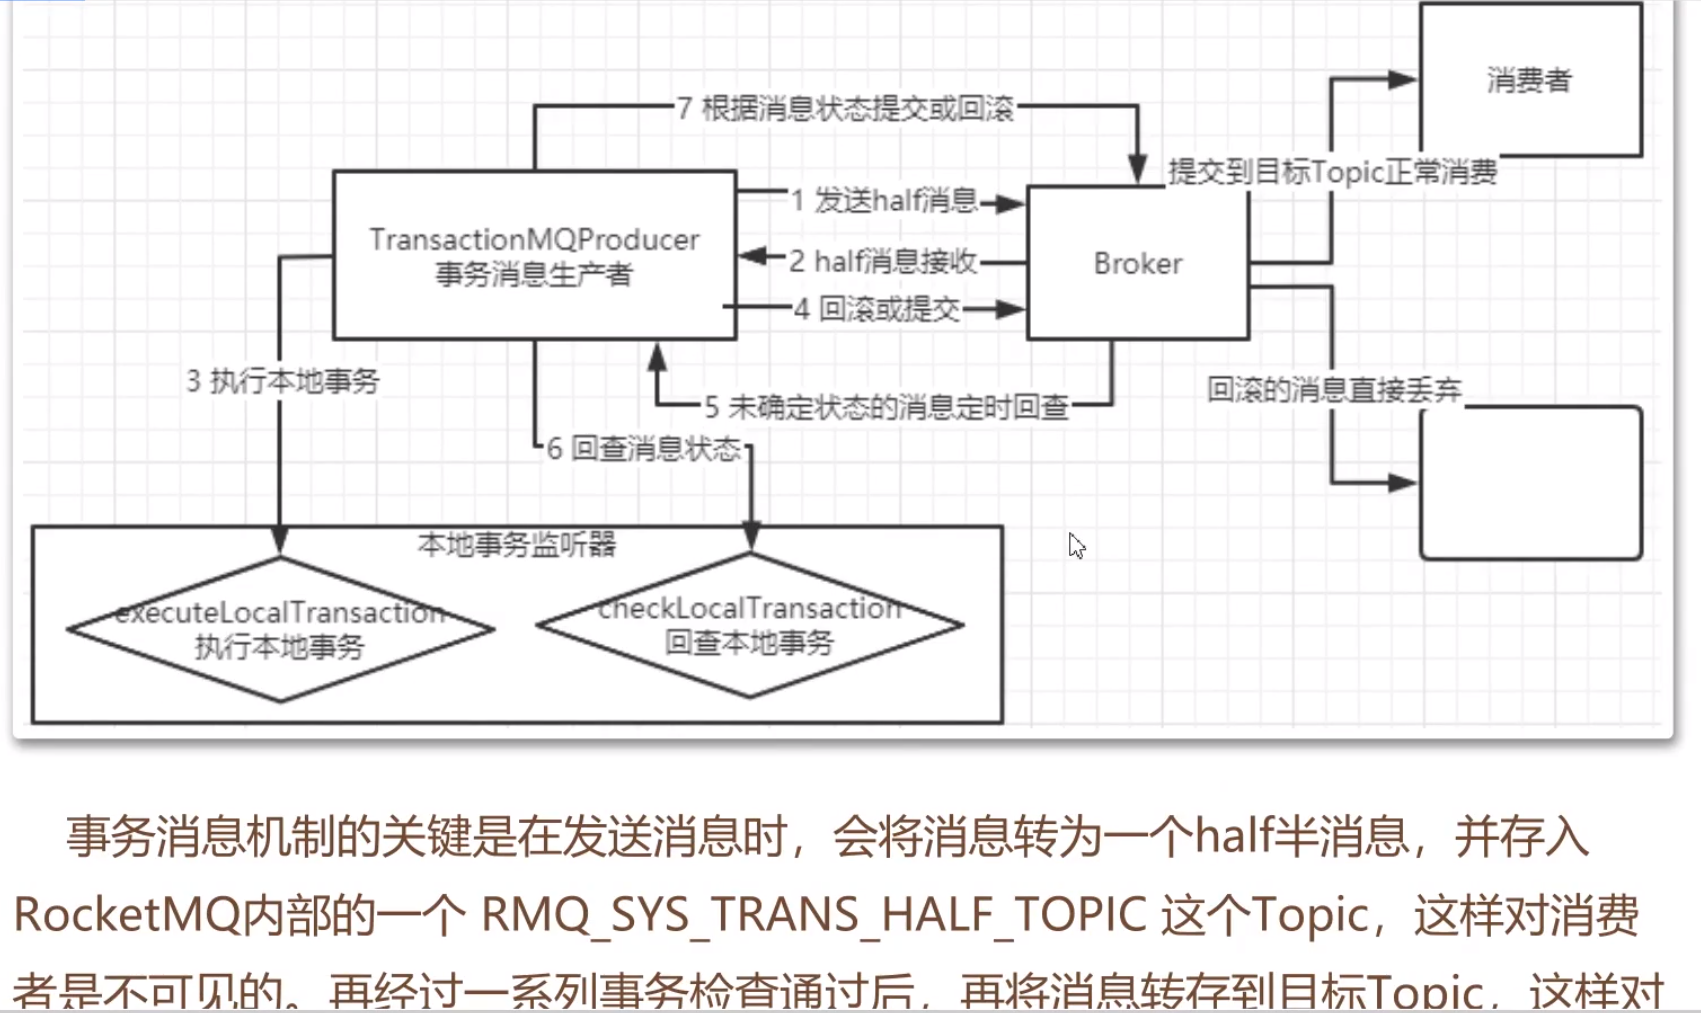 消费者
7 根据消息状态提交或回滚
提交到目标Topic正常消费
1 发送half消息
TransactionMQProducer
事务消息生产者
2 half消息接收
Broker
4 回滚或提交
3 执行本地事务
5 未确定状态的消息定时回查
回滚的消息直接丢弃
6 回查消息状态
本地事务监听器
executeLocalTransaction
执行本地事务
checkLocalTransaction
回查本地事务
事务消息机制的关键是在发送消息时，会将消息转为一个half半消息，并存入
RocketMQ内部的一个 RMQ_SYS_TRANS_HALF_TOPIC 这个Topic，这样对消费
者是不可见的。再经过一系列事务检查通过后，再将消息转存到目标Topic，这样对